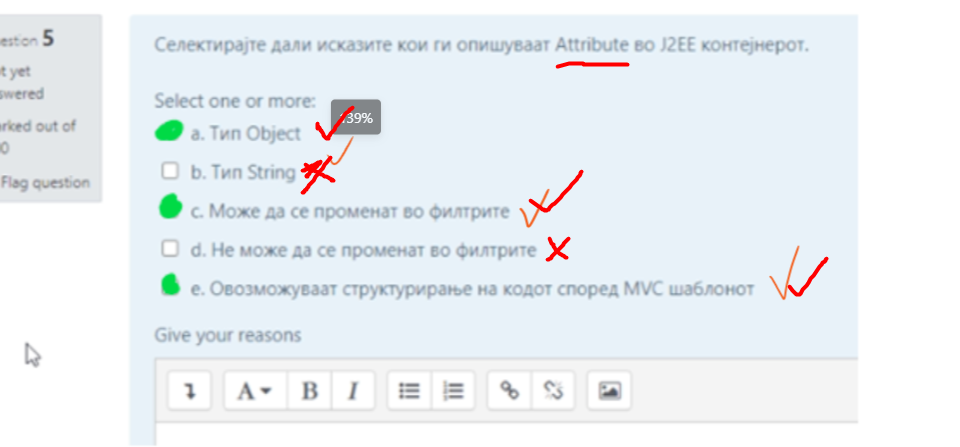 estion 5
t yet
swered
rked out of
0
Flag question
Селектирајте дали исказите кои ги опишуваат Attribute во J2EE контејнерот.
Select one or more:
39%
a. Тип Object
b. Тип String
c. Може да се променат во филтрите
d. Не може да се променат во филтрите
e. Овозможуваат структурирање на кодот според MVC шаблонот
Give your reasons
A B I